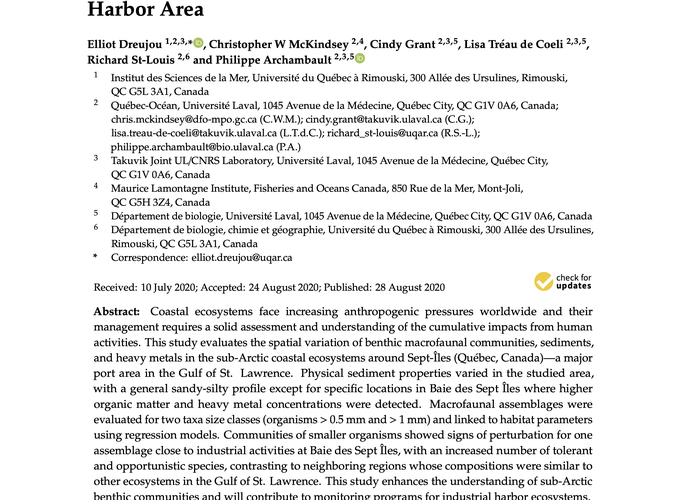 Harbor Area
Elliot Dreujou 1,2,3,*, Christopher W McKindsey 2,4, Cindy Grant 2,3,5, Lisa Tréau de Coeli 2,3,5,
Richard St-Louis 2,6 and Philippe Archambault 2,3,5
1 Institut des Sciences de la Mer, Université du Québec à Rimouski, 300 Allée des Ursulines, Rimouski,
QC G5L 3A1, Canada
2 Québec-Océan, Université Laval, 1045 Avenue de la Médecine, Québec City, QC G1V 0A6, Canada;
chris.mckindsey@dfo-mpo.gc.ca (C.W.M.); cindy.grant@takuvik.ulaval.ca (C.G.);
lisa.treau-de-coeli@takuvik.ulaval.ca (L.T.d.C.); richard_st-louis@uqar.ca (R.S.-L.);
philippe.archambault@bio.ulaval.ca (P.A.)
3 Takuvik Joint UL/CNRS Laboratory, Université Laval, 1045 Avenue de la Médecine, Québec City,
QC G1V 0A6, Canada
4 Maurice Lamontagne Institute, Fisheries and Oceans Canada, 850 Rue de la Mer, Mont-Joli,
QC G5H 3Z4, Canada
5 Département de biologie, Université Laval, 1045 Avenue de la Médecine, Québec City, QC G1V 0A6, Canada
6 Département de biologie, chimie et géographie, Université du Québec à Rimouski, 300 Allée des Ursulines,
Rimouski, QC G5L 3A1, Canada
* Correspondence: elliot.dreujou@uqar.ca
Received: 10 July 2020; Accepted: 24 August 2020; Published: 28 August 2020
check for
updates
Abstract: Coastal ecosystems face increasing anthropogenic pressures worldwide and their
management requires a solid assessment and understanding of the cumulative impacts from human
activities. This study evaluates the spatial variation of benthic macrofaunal communities, sediments,
and heavy metals in the sub-Arctic coastal ecosystems around Sept-Îles (Québec, Canada)—a major
port area in the Gulf of St. Lawrence. Physical sediment properties varied in the studied area,
with a general sandy-silty profile except for specific locations in Baie des Sept Îles where higher
organic matter and heavy metal concentrations were detected. Macrofaunal assemblages were
evaluated for two taxa size classes (organisms > 0.5 mm and > 1 mm) and linked to habitat parameters
using regression models. Communities of smaller organisms showed signs of perturbation for one
assemblage close to industrial activities at Baie des Sept Îles, with an increased number of tolerant
and opportunistic species, contrasting to neighboring regions whose compositions were similar to
other ecosystems in the Gulf of St. Lawrence. This study enhances the understanding of sub-Arctic
benthic communities and will contribute to monitoring programs for industrial harbor ecosystems.